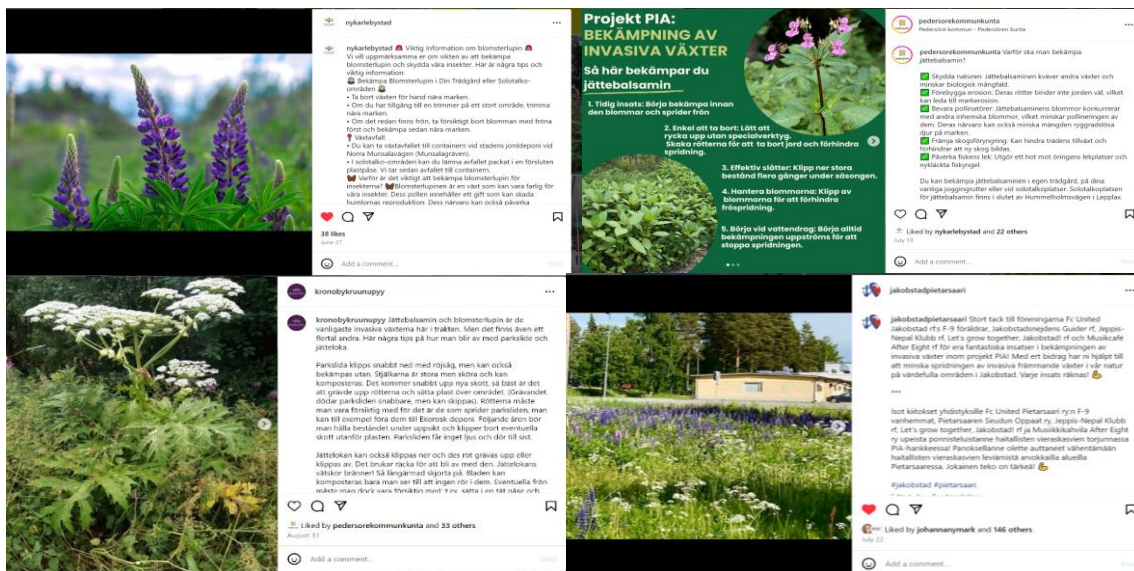 nykarlebystad
nykarlebystad 🚨 Viktig Information om blomsterlupin 🚨
Vi vill uppmärksamma er om vikten av att bekämpa
blomsterlupin och skydda våra insekter. Här är några tips och
viktig information:
Bekämpa Blomsterlupin i Din Trädgård eller Solotalko-
området
• Ta bort växten för hand nära marken.
• Om du har tillgång till en trimmer på ett stort område, trimma
nära marken.
• Om det redan finns frön, ta försiktigt bort blomman med fröna
först och bekämpa sedan nära marken.
Växtavfall:
• Du kan ta växtavfallet till containern vid stadens jorddeponi vid
Norra Munsalavägen (Munsalagräven).
• I solotalko-områden kan du lämna avfallet packat i en försluten
plastpåse. Vi tar sedan avfallet till containern.
🦋 Varför är det viktigt att bekämpa blomsterlupin för
insekterna? 🦋Blomsterlupinen är en växt som kan vara farlig för
våra insekter. Dess pollen innehåller ett gift som kan skada
humlornas reproduktion. Dess närvaro kan också påverka
38 likes
June 27
Add a comment...
Post
Projekt PIA:
BEKÄMPNING AV
INVASIVA VÄXTER
Så här bekämpar du
jättebalsamin
1. Tidig insats: Börja bekämpa innan
den blommar och sprider frön
2. Enkel att ta bort: Lätt att
rycka upp utan specialverktyg.
Skaka rötterna för att ta bort jord och förhindra
spridning.
3. Effektiv slåtter: Klipp ner stora
bestånd flera gånger under säsongen.
4. Hantera blommorna: Klipp av
blommorna för att förhindra
fröspridning.
5. Börja vid vattendrag: Börja alltid
bekämpningen uppströms för att
stoppa spridningen.
pedersorekommunkunta
Pedersöre kommun - Pedersören kunta
pedersorekommunkunta Varför ska man bekämpa
jättebalsamin?
✅ Skydda naturen: Jättebalsaminen kväver andra växter och
minskar biologisk mångfald.
✅ Förebygga erosion: Deras rötter binder inte jorden väl, vilket
kan leda till markerosion.
✅ Bevara pollinatörer: Jättebalsaminens blommor konkurrerar
med andra inhemska blommor, vilket minskar pollineringen av
dem. Deras närvaro kan också minska mängden ryggradslösa
djur på marken.
✅ Främja skogsföryngring: Kan hindra trädens tillväxt och
förhindrar att ny skog bildas.
✅ Påverka fiskens lek: Utgör ett hot mot öringens lekplatser och
nykläckta fiskyngel.
Du kan bekämpa jättebalsaminen i egen trädgård, på dina
vanliga joggingrutter eller vid solotalkoplatser. Solotalkoplatsen
för jättebalsamin finns i slutet av Hummelholmsvägen i Lepplax.
Liked by nykarlebystad and 22 others
July 10
Add a comment...
Post
kronobykruunupyy
kronobykruunupyy Jättebalsamin och blomsterlupin är de
vanligaste invasiva växterna här i trakten. Men det finns även ett
flertal andra. Här några tips på hur man blir av med parkslide och
jätteloka.
Parkslida klipps snabbt ned med röjsåg, men kan också
bekämpas utan. Stjälkarna är stora men sköra och kan
komposteras. Det kommer snabbt upp nya skott, så bäst är det
att grävde upp rötterna och sätta plast över området. (Grävandet
dödar parksliden snabbare, men kan skippas). Rötterna måste
man vara försiktig med för det är de som sprider parksliden, man
kan till exempel föra dem till Ekorosk deponi. Följande åren bör
man hålla beståndet under uppsikt och klipper bort eventuella
skott utanför plasten. Parksliden får inget ljus och dör till sist.
Jättelokan kan också klippas ner och des rot grävas upp eller
klippas av. Det brukar räcka för att bli av med den. Jättelokans
vätskor bränner! Så långärmad skjorta på. Bladen kan
komposteras bara man ser till att ingen rör i dem. Eventuella frön
måste man dock vara försiktig med; t.ex. sätta i en tät påse och
Liked by pedersorekommunkunta and 33 others
August 11
Add a comment...
Post
jakobstadpietarsaari
jakobstadpietarsaari Stort tack till föreningarna Fc United
Jakobstad rf:s F-9 föräldrar, Jakobstadsnejdens Guider rf, Jeppis-
Nepal Klubb rf, Let's grow together, Jakobstad! rf och Musikcafé
After Eight rf för era fantastiska insatser i bekämpningen av
invasiva växter inom projekt PIA! Med ert bidrag har ni hjälpt till
att minska spridningen av invasiva främmande växter i vår natur
på värdefulla områden i Jakobstad. Varje insats räknas! 💪
***
Isot kiitokset yhdistyksille Fc United Pietarsaari ry:n F-9
vanhemmat, Pietarsaaren Seudun Oppaat ry, Jeppis-Nepal Klubb
rf, Let's grow together, Jakobstad! rf ja Musiikkikahvila After Eight
ry upeista ponnisteluistanne haitallisten vieraskasvien torjunnassa
PIA-hankkeessa! Panoksellanne olette auttaneet vähentämään
haitallisten vieraskasvien leviämistä arvokkailla alueilla
Pietarsaaressa. Jokainen teko on tärkeä! 💪
#jakobstad #pietarsaari
Liked by johannanymark and 146 others
July 22
Add a comment...
Post